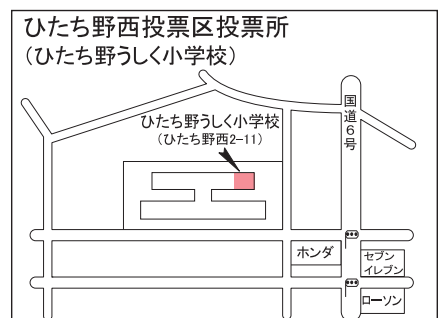 ひたち野西投票区投票所
(ひたち野うしく小学校)
国道6号
ひたち野うしく小学校
(ひたち野西2-11)
ホンダ
セブン
イレブン
ローソン